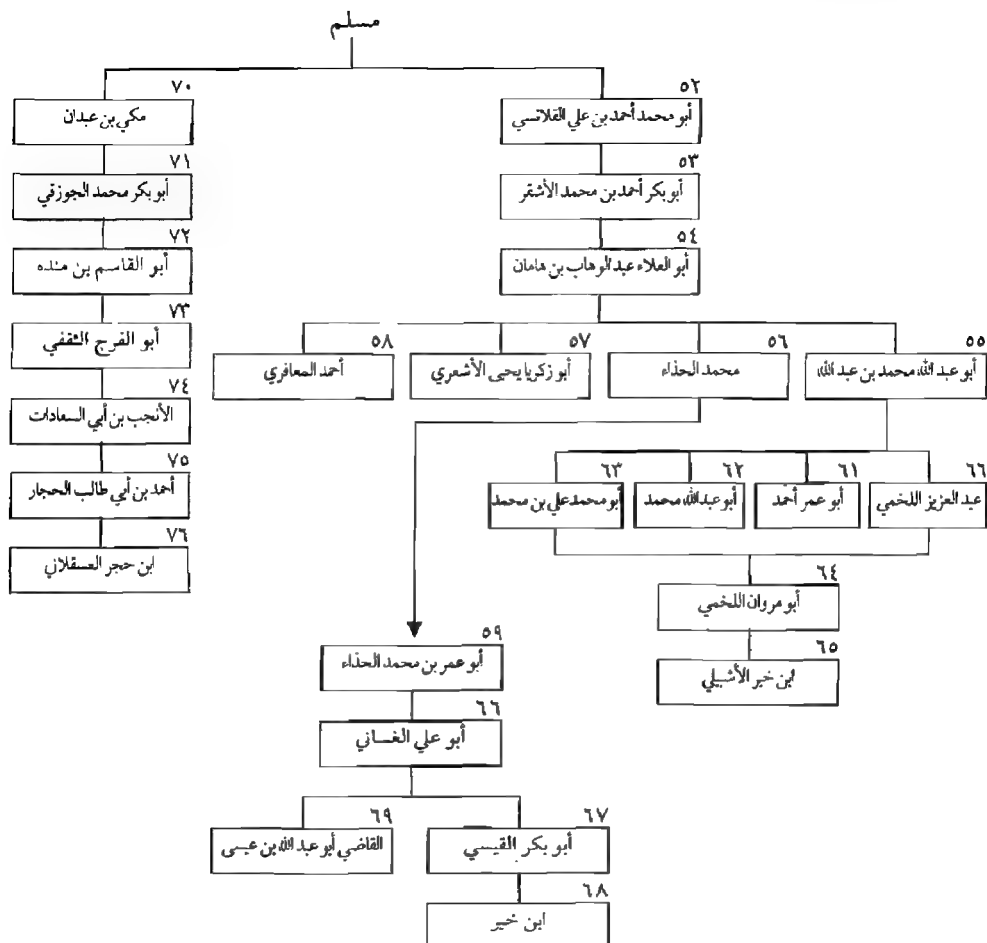 مسلم
٥٢
٧٠
أبو محمد أحمد بن علي القلانسي
مكي بن عبدان
٥٣
٧١
أبو بكر أحمد بن محمد الأشقر
أبو بكر محمد الجوزقي
٥٤
٧٢
أبو العلاء عبد الوهاب بن هامان
أبو القاسم بن منده
٧٣
أبو الفرج الثقفي
٥٥
٥٦
٥٧
٥٨
أبو عبد الله محمد بن عبد الله
محمد الحذاء
أبو زكريا يحيى الأشعري
أحمد المعافري
٧٤
الأنجب بن أبي السعادات
٧٥
أحمد بن أبي طالب الحجار
٦٦
٦١
٦٢
٦٣
عبد العزيز اللخمي
أبو عمر أحمد
أبو عبد الله محمد
أبو محمد علي بن محمد
٧٦
ابن حجر العسقلاني
٦٤
أبو مروان اللخمي
٥٩
٦٥
أبو عمر بن محمد الحذاء
ابن خير الأشبيلي
٦٦
أبو علي الغساني
٦٧
٦٩
أبو بكر القيسي
القاضي أبو عبد الله بن عيسى
٦٨
ابن خير